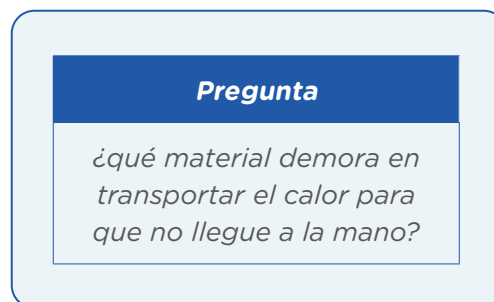 Pregunta
¿qué material demora en
transportar el calor para
que no llegue a la mano?